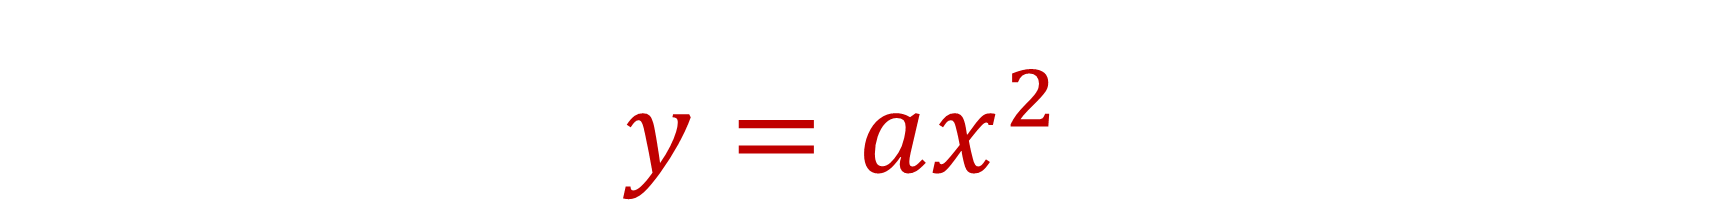 y = ax²